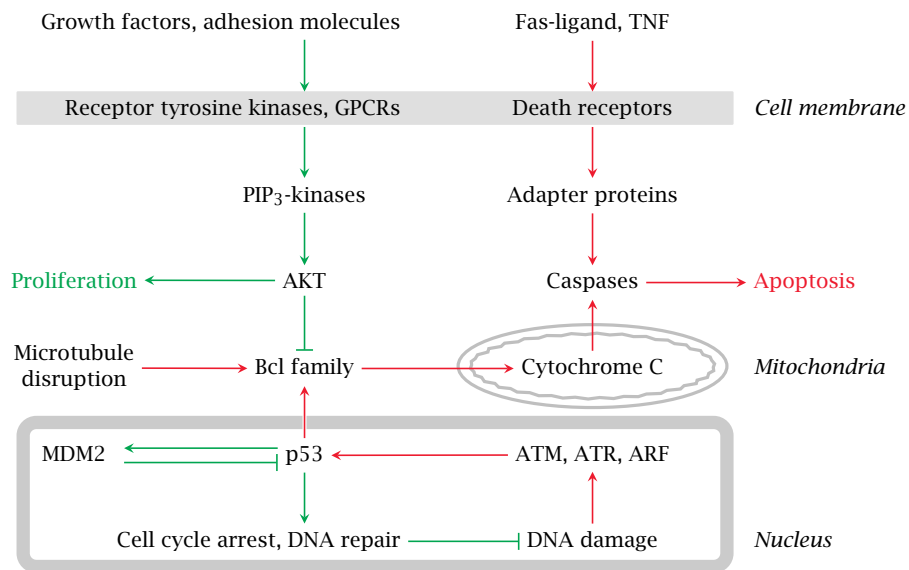 Growth factors, adhesion molecules
Fas-ligand, TNF
Receptor tyrosine kinases, GPCRs
Death receptors
Cell membrane
PIP₃-kinases
Adapter proteins
Proliferation
AKT
Caspases
Apoptosis
Microtubule
disruption
Bcl family
Cytochrome C
Mitochondria
MDM2
p53
ATM, ATR, ARF
Cell cycle arrest, DNA repair
DNA damage
Nucleus